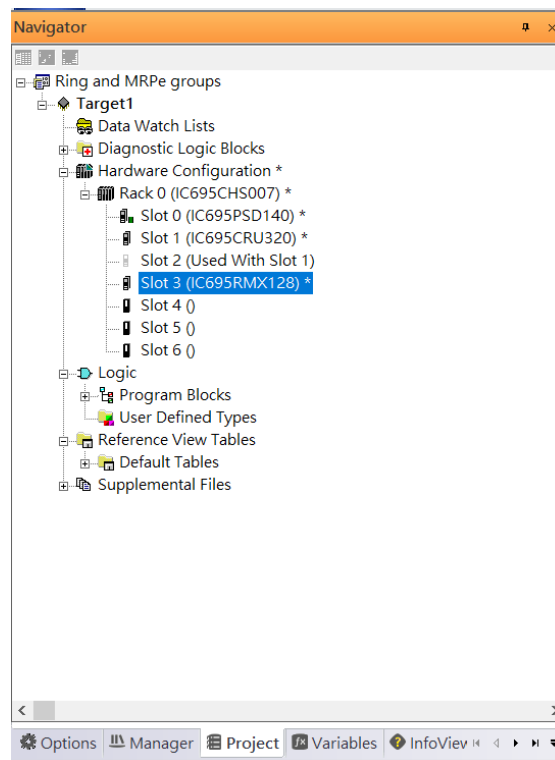 Navigator
Ring and MRPe groups
Target1
Data Watch Lists
Diagnostic Logic Blocks
Hardware Configuration *
Rack 0 (IC695CHS007) *
Slot 0 (IC695PSD140) *
Slot 1 (IC695CRU320) *
Slot 2 (Used With Slot 1)
Slot 3 (IC695RMX128) *
Slot 4 ()
Slot 5 ()
Slot 6 ()
Logic
Program Blocks
User Defined Types
Reference View Tables
Default Tables
Supplemental Files
Options Manager Project Variables InfoView